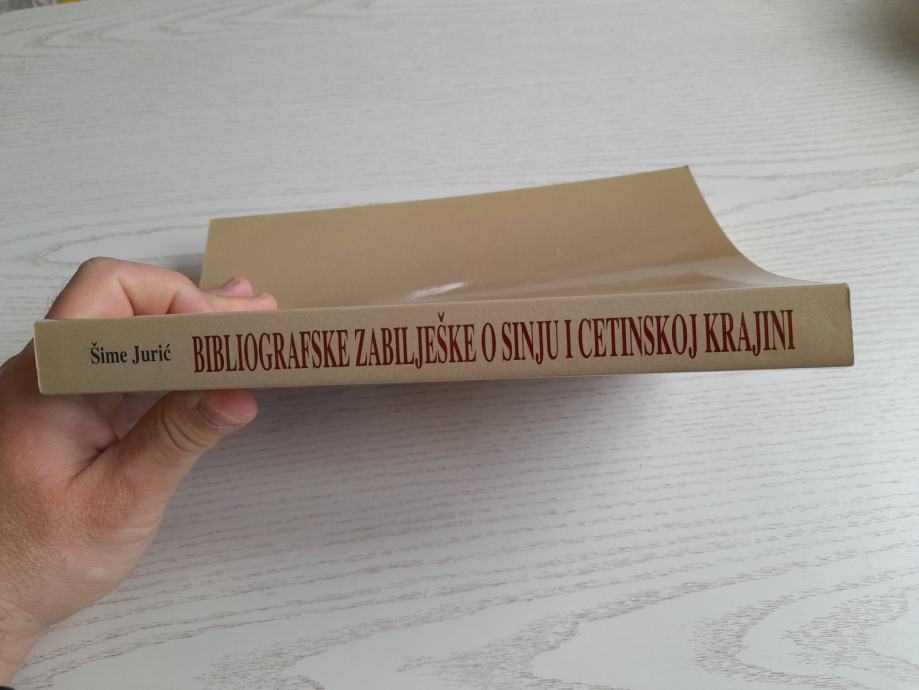 Šime Jurić BIBLIOGRAFSKE ZABILJEŠKE O SINJU I CETINSKOJ KRAJINI